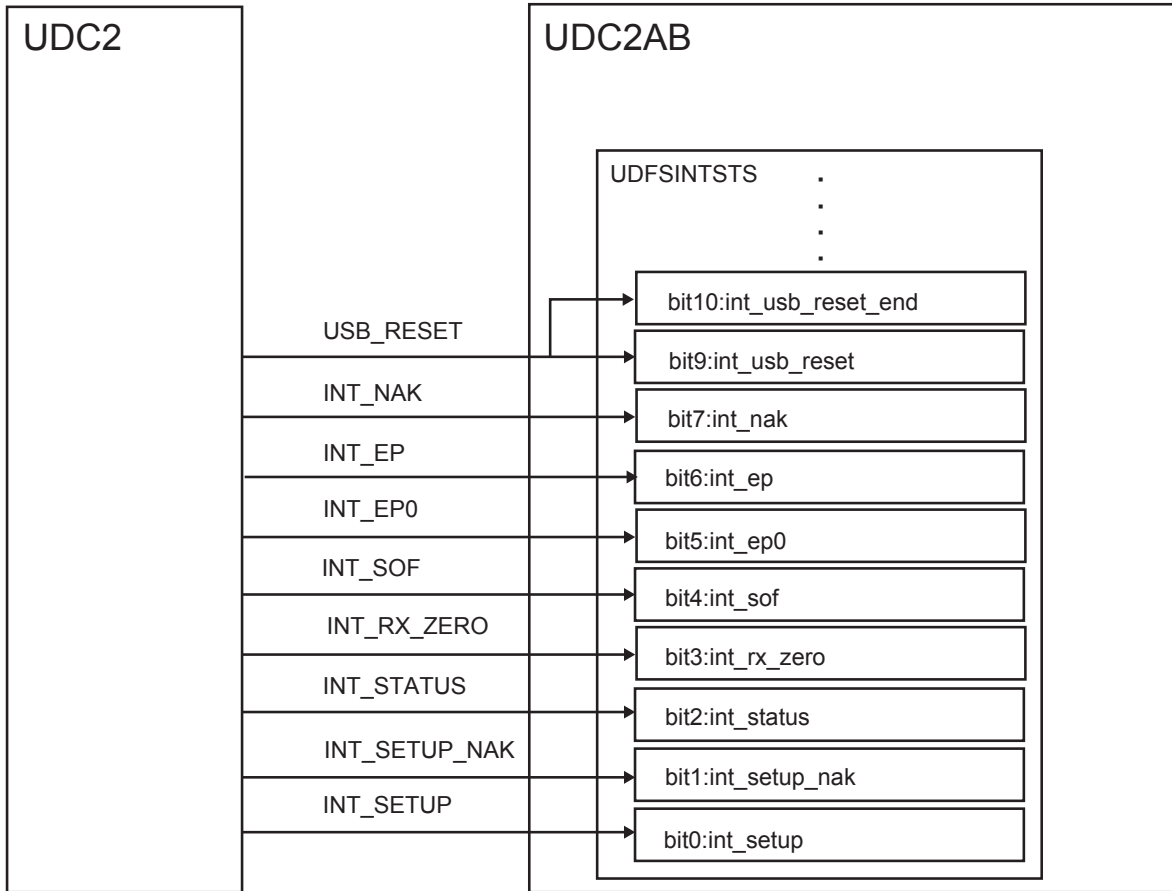 UDC2
UDC2AB
UDFSINTSTS
bit10:int_usb_reset_end
USB_RESET
bit9:int_usb_reset
INT_NAK
bit7:int_nak
INT_EP
bit6:int_ep
INT_EP0
bit5:int_ep0
INT_SOF
bit4:int_sof
INT_RX_ZERO
bit3:int_rx_zero
INT_STATUS
bit2:int_status
INT_SETUP_NAK
bit1:int_setup_nak
INT_SETUP
bit0:int_setup